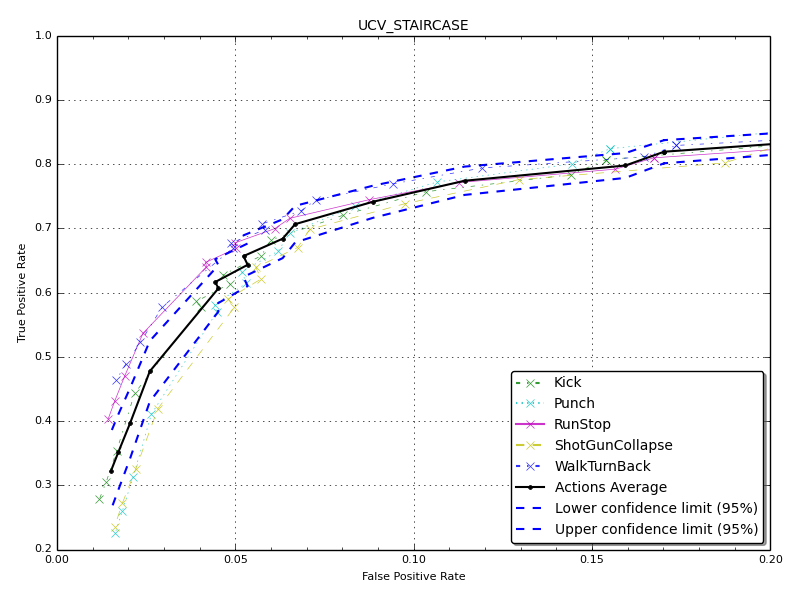 UCV_STAIRCASE
True Positive Rate
1.0
0.9
0.8
0.7
0.6
0.5
0.4
0.3
0.2
0.00
0.05
0.10
0.15
0.20
False Positive Rate
Kick
Punch
RunStop
ShotGunCollapse
WalkTurnBack
Actions Average
Lower confidence limit (95%)
Upper confidence limit (95%)